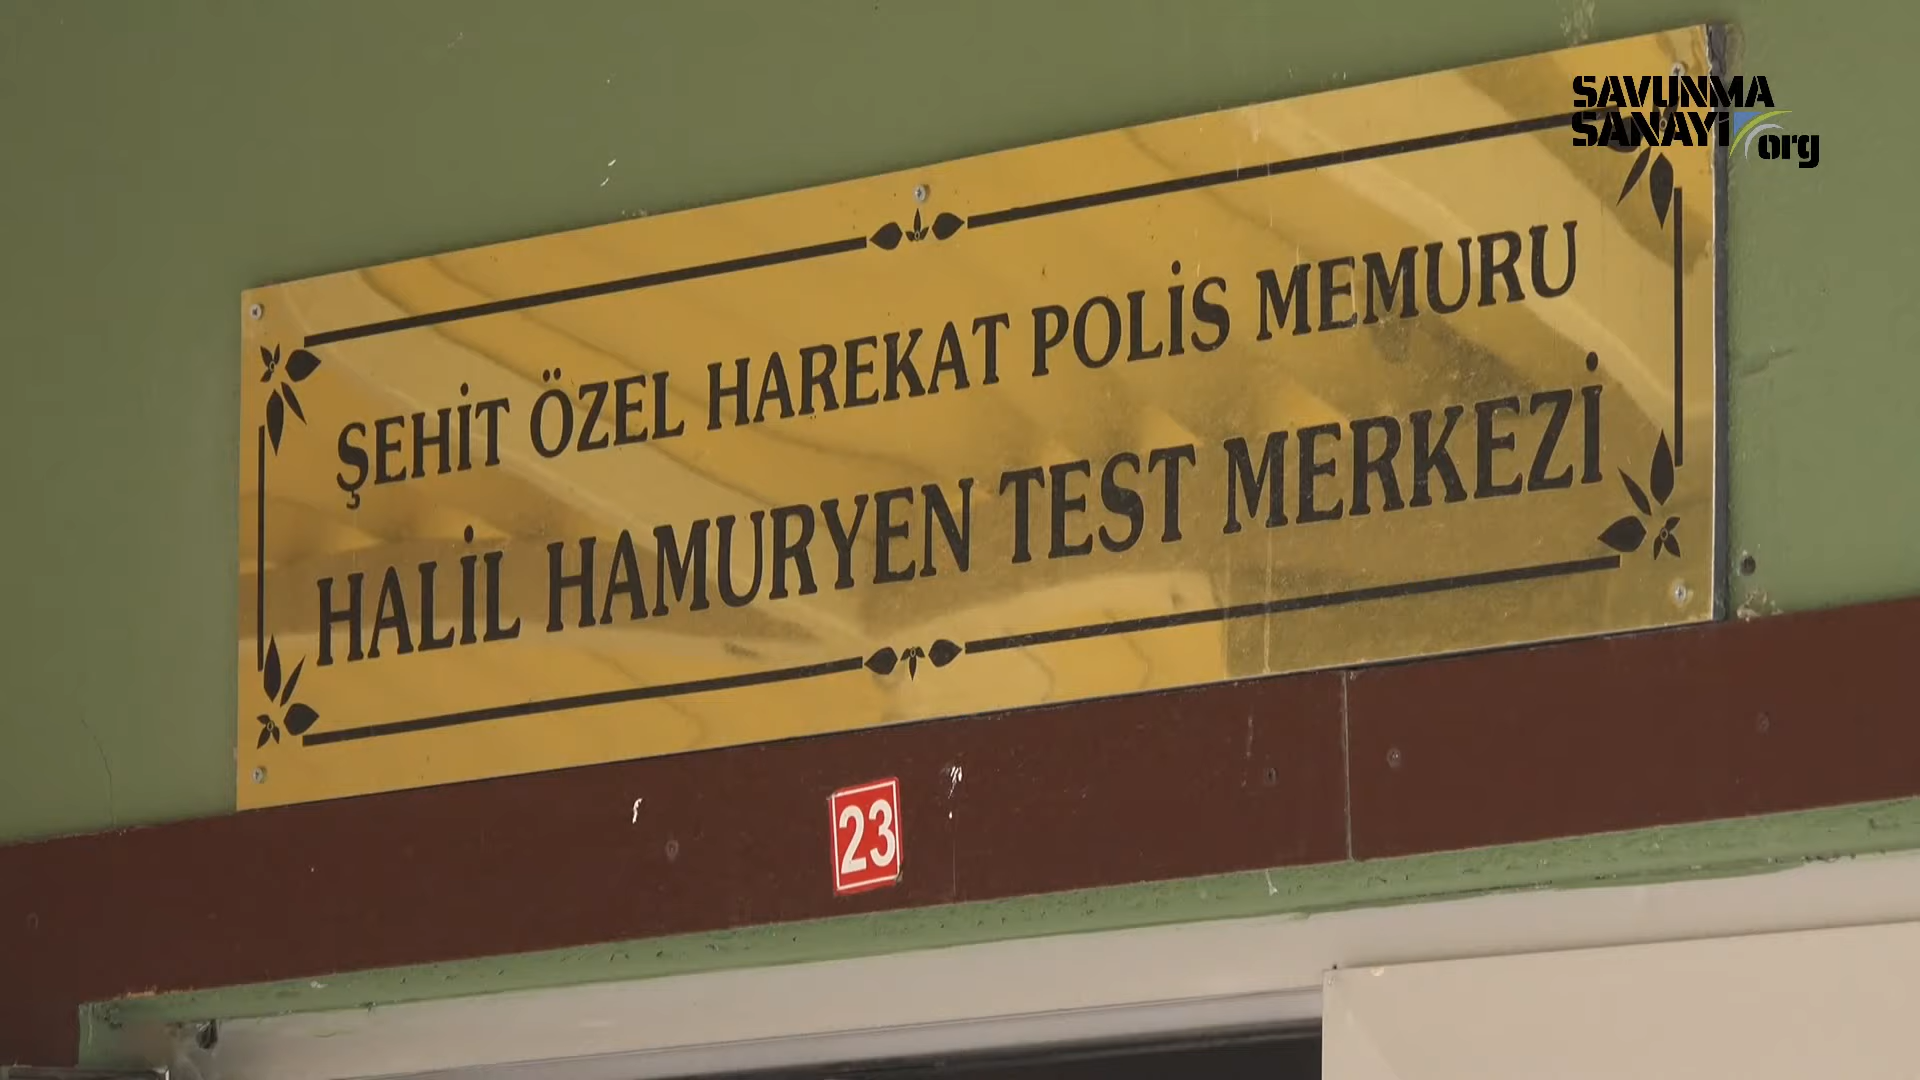 SAVUNMA
SANAYİ org
ŞEHİT ÖZEL HAREKAT POLİS MEMURU
HALİL HAMURYEN TEST MERKEZİ
23